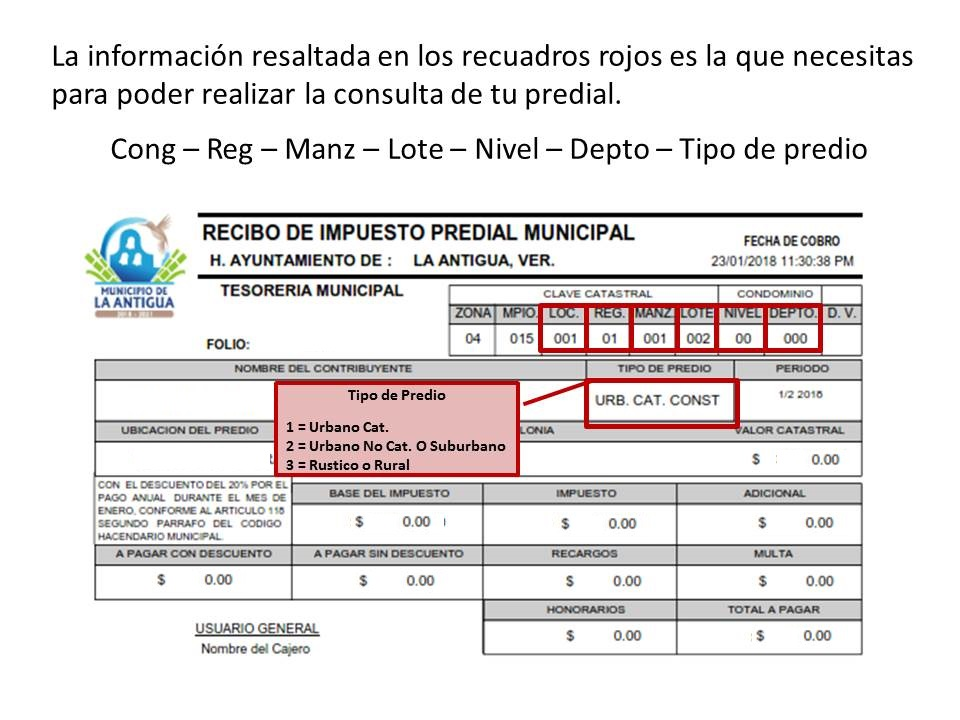 La información resaltada en los recuadros rojos es la que necesitas
para poder realizar la consulta de tu predial.
Cong – Reg – Manz – Lote – Nivel – Depto – Tipo de predio
RECIBO DE IMPUESTO PREDIAL MUNICIPAL
H. AYUNTAMIENTO DE : LA ANTIGUA, VER.
FECHA DE COBRO
23/01/2018 11:30:38 PM
MUNICIPIO DE
LA ANTIGUA
2018 - 2021
TESORERIA MUNICIPAL
FOLIO:
CLAVE CATASTRAL CONDOMINIO
ZONA MPIO. LOC. REG. MANZ. LOTE NIVEL DEPTO. D. V.
04 015 001 01 001 002 00 000
NOMBRE DEL CONTRIBUYENTE TIPO DE PREDIO PERIODO
URB. CAT. CONST 1/2 2018
Tipo de Predio
1 = Urbano Cat.
2 = Urbano No Cat. O Suburbano
3 = Rustico o Rural
UBICACION DEL PREDIO LONIA VALOR CATASTRAL
$ 0.00
CON EL DESCUENTO DEL 20% POR EL
PAGO ANUAL DURANTE EL MES DE
ENERO, CONFORME AL ARTICULO 118
SEGUNDO PARRAFO DEL CODIGO
HACENDARIO MUNICIPAL.
BASE DEL IMPUESTO IMPUESTO ADICIONAL
$ 0.00 $ 0.00 $ 0.00
A PAGAR CON DESCUENTO A PAGAR SIN DESCUENTO RECARGOS MULTA
$ 0.00 $ 0.00 $ 0.00 $ 0.00
HONORARIOS TOTAL A PAGAR
$ 0.00 $ 0.00
USUARIO GENERAL
Nombre del Cajero